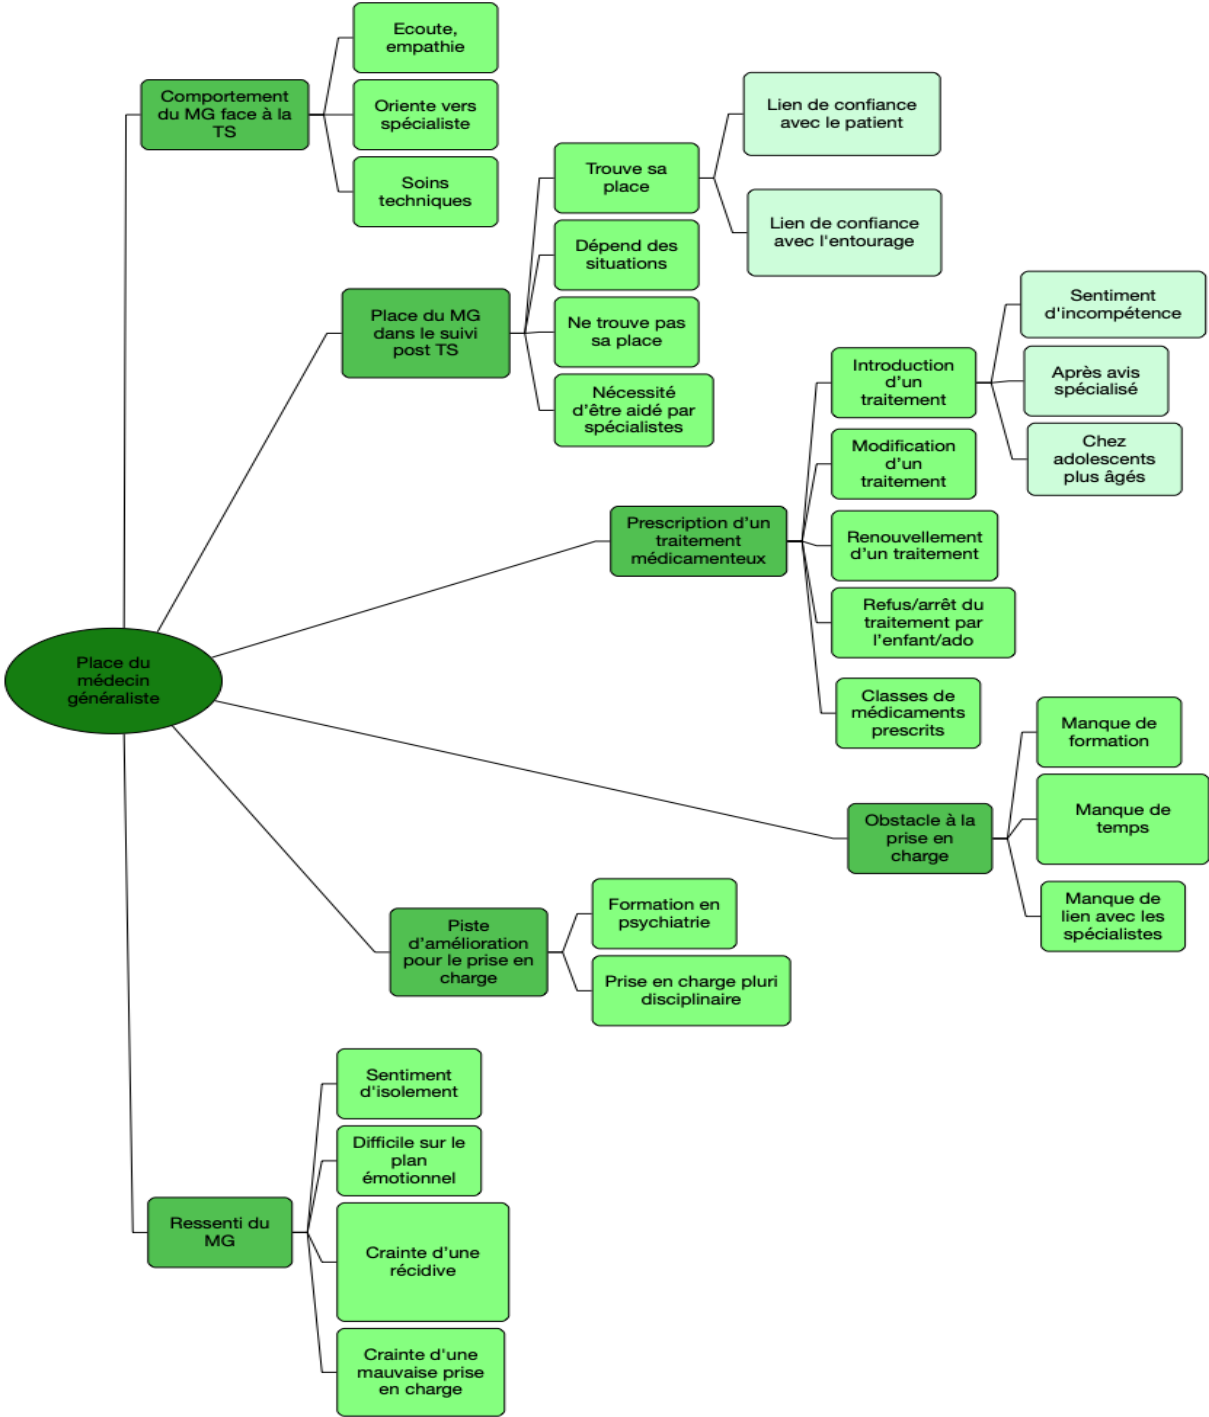 Ecoute,
empathie
Comportement
du MG face à la
TS
Oriente vers
spécialiste
Soins
techniques
Lien de confiance
avec le patient
Trouve sa
place
Lien de confiance
avec l'entourage
Dépend des
situations
Place du MG
dans le suivi
post TS
Ne trouve pas
sa place
Nécessité
d'être aidé par
spécialistes
Sentiment
d'incompétence
Introduction
d'un
traitement
Après avis
spécialisé
Chez
adolescents
plus âgés
Modification
d'un
traitement
Prescription d'un
traitement
médicamenteux
Renouvellement
d'un traitement
Refus/arrêt du
traitement par
l'enfant/ado
Classes de
médicaments
prescrits
Place du
médecin
généraliste
Manque de
formation
Obstacle à la
prise en
charge
Manque de
temps
Manque de
lien avec les
spécialistes
Formation en
psychiatrie
Piste
d'amélioration
pour le prise en
charge
Prise en charge pluri
disciplinaire
Sentiment
d'isolement
Difficile sur le
plan
émotionnel
Ressenti du
MG
Crainte d'une
récidive
Crainte d'une
mauvaise prise
en charge